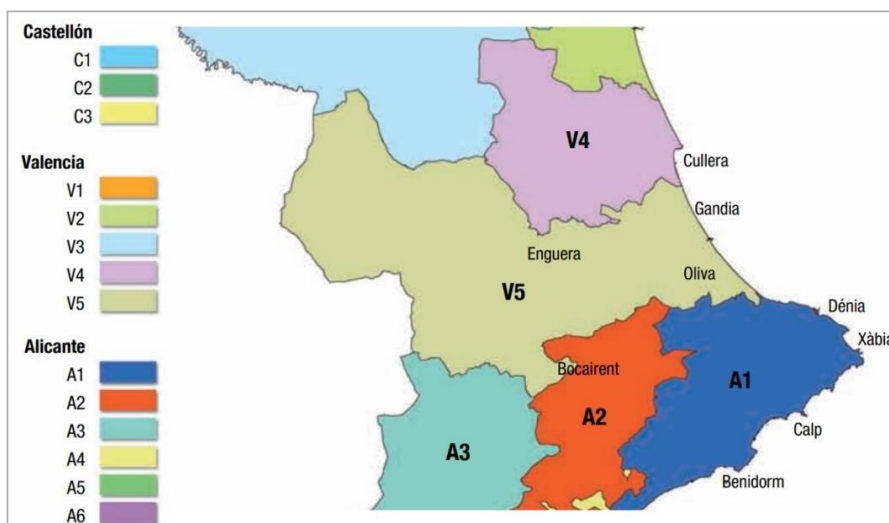 Castellón
C1
C2
C3
Valencia
V1
V2
V3
V4
V5
Alicante
A1
A2
A3
A4
A5
A6
V4
Cullera
Gandia
Enguera
Oliva
V5
Dénia
Xàbia
Bocairent
A1
A2
Calp
A3
Benidorm